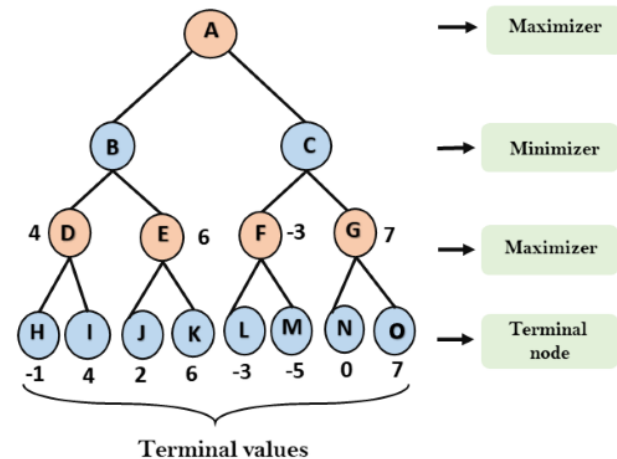 A
Maximizer
B
C
Minimizer
4 D
E 6
F -3
G 7
Maximizer
H I J K L M N O
Terminal
node
-1 4 2 6 -3 -5 0 7
Terminal values